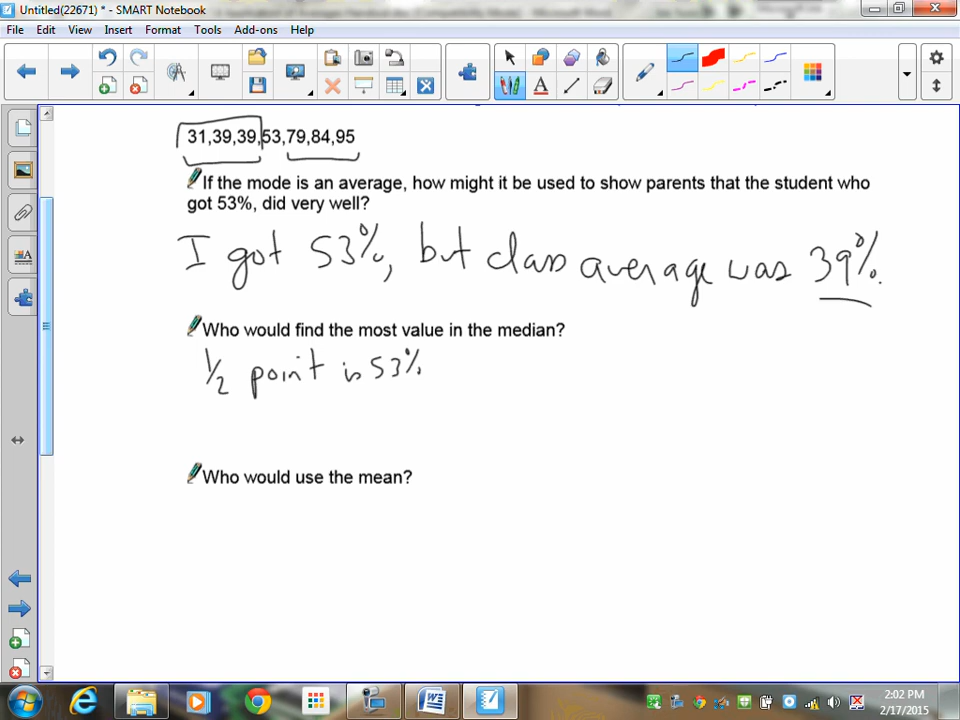 Untitled(22671) * - SMART Notebook
File Edit View Insert Format Tools Add-ons Help
31,39,39,53,79,84,95
If the mode is an average, how might it be used to show parents that the student who
got 53%, did very well?
I got 53%, but class average was 39%.
Who would find the most value in the median?
1/2 point is 53%
Who would use the mean?
2:02 PM
2/17/2015